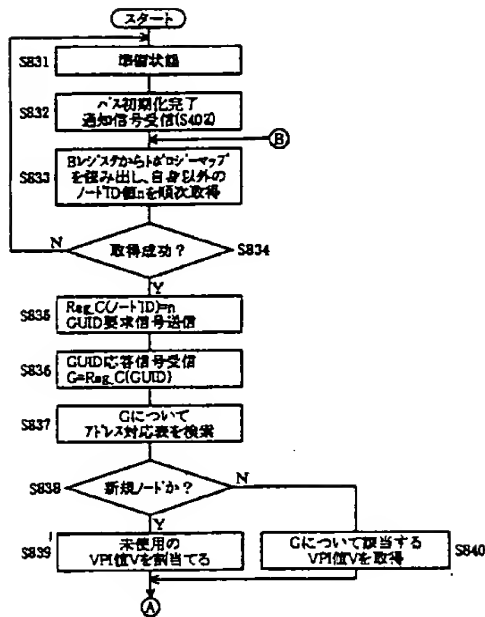 スタート
S831
準備状態
S832
バス初期化完了
通知信号受信(S402)
B
S833
Bレジスタからトポロジーマップ
を読み出し、自身以外の
ノードID値nを順次取得
N
取得成功?
S834
Y
S835
Reg_C(ノードID)=n
GUID要求信号送信
S836
GUID応答信号受信
G=Reg_C(GUID)
S837
Gについて
アドレス対応表を検索
S838
新規ノードか?
N
Y
S839
未使用の
VPI値Vを割当てる
Gについて該当する
VPI値Vを取得
S840
A